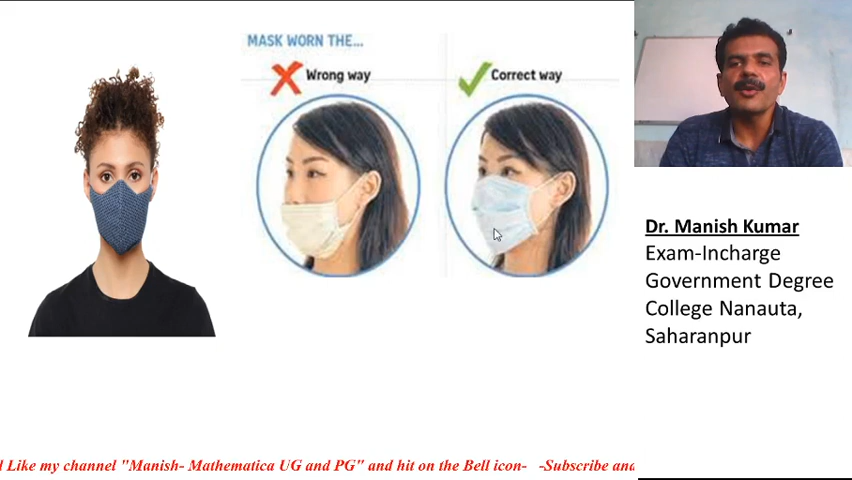 MASK WORN THE...
Wrong way
Correct way
Dr. Manish Kumar
Exam-Incharge
Government Degree
College Nanauta,
Saharanpur
Like my channel "Manish- Mathematica UG and PG" and hit on the Bell icon- -Subscribe and